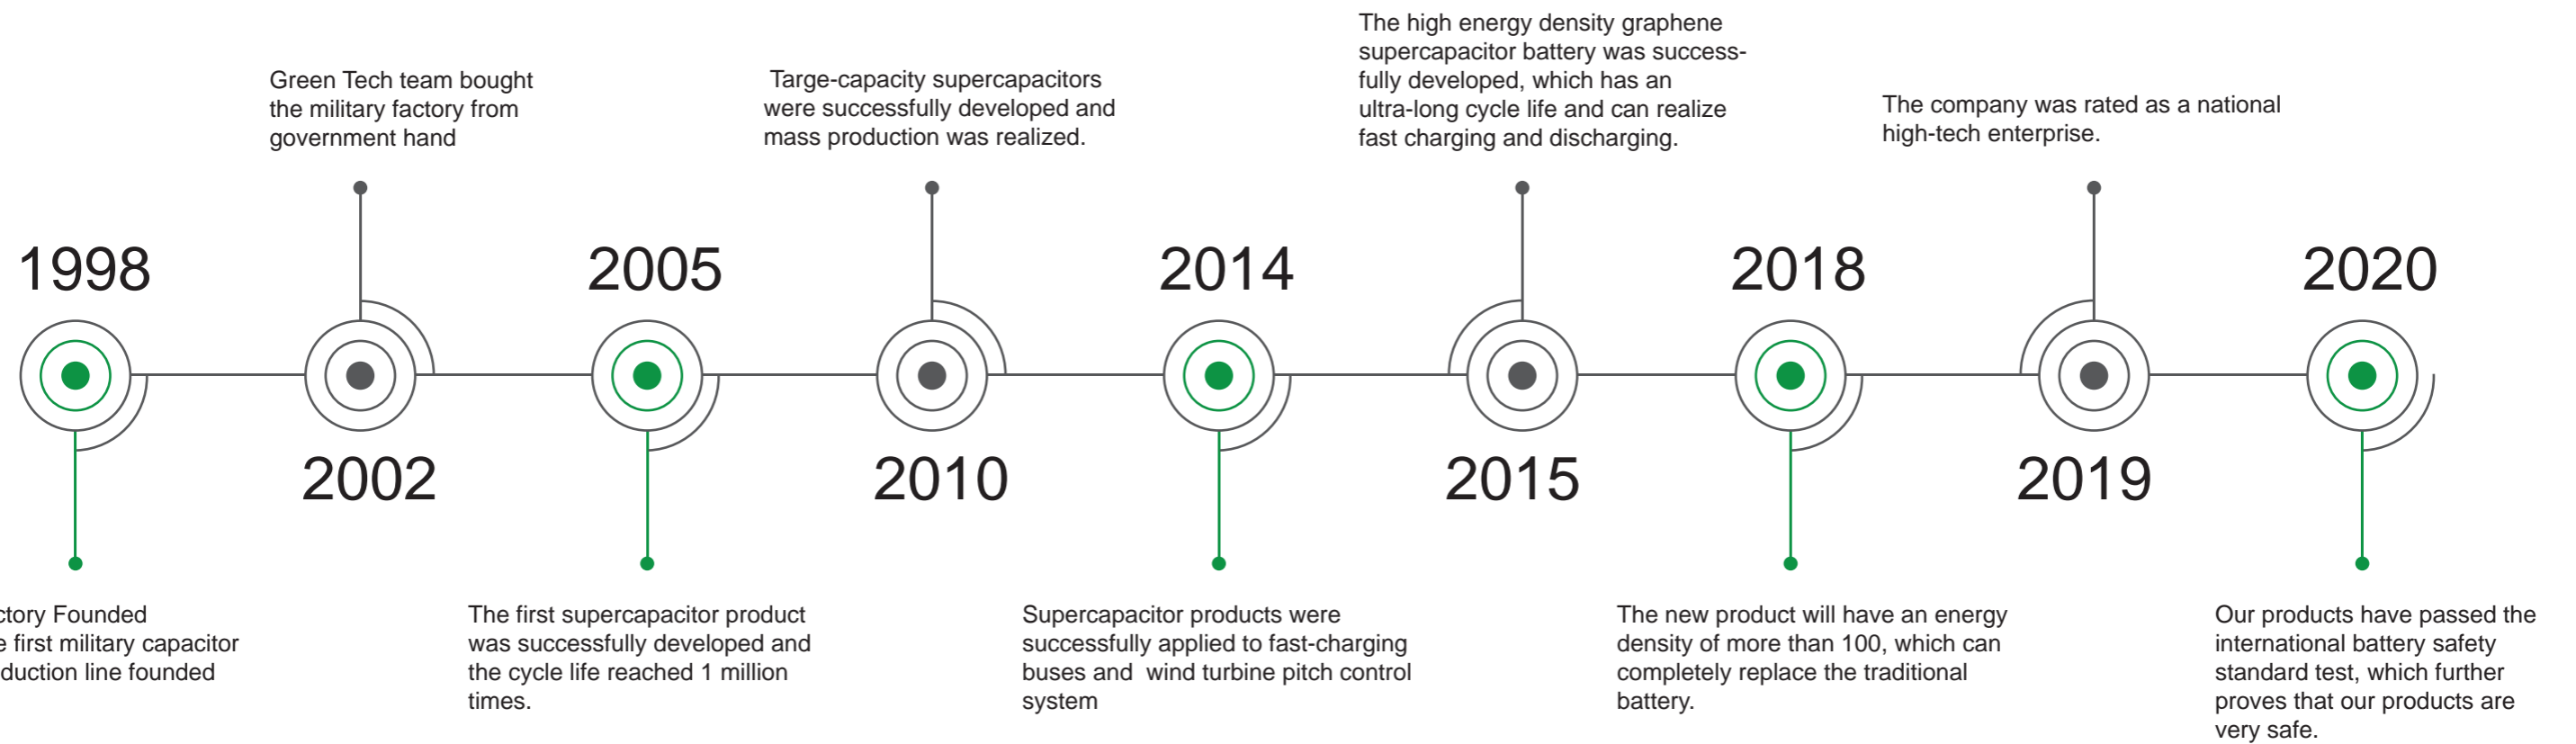 The high energy density graphene
supercapacitor battery was success-
fully developed, which has an
ultra-long cycle life and can realize
fast charging and discharging.
Green Tech team bought
the military factory from
government hand
Targe-capacity supercapacitors
were successfully developed and
mass production was realized.
The company was rated as a national
high-tech enterprise.
1998
2005
2014
2018
2020
2002
2010
2015
2019
ctory Founded
e first military capacitor
duction line founded
The first supercapacitor product
was successfully developed and
the cycle life reached 1 million
times.
Supercapacitor products were
successfully applied to fast-charging
buses and wind turbine pitch control
system
The new product will have an energy
density of more than 100, which can
completely replace the traditional
battery.
Our products have passed the
international battery safety
standard test, which further
proves that our products are
very safe.